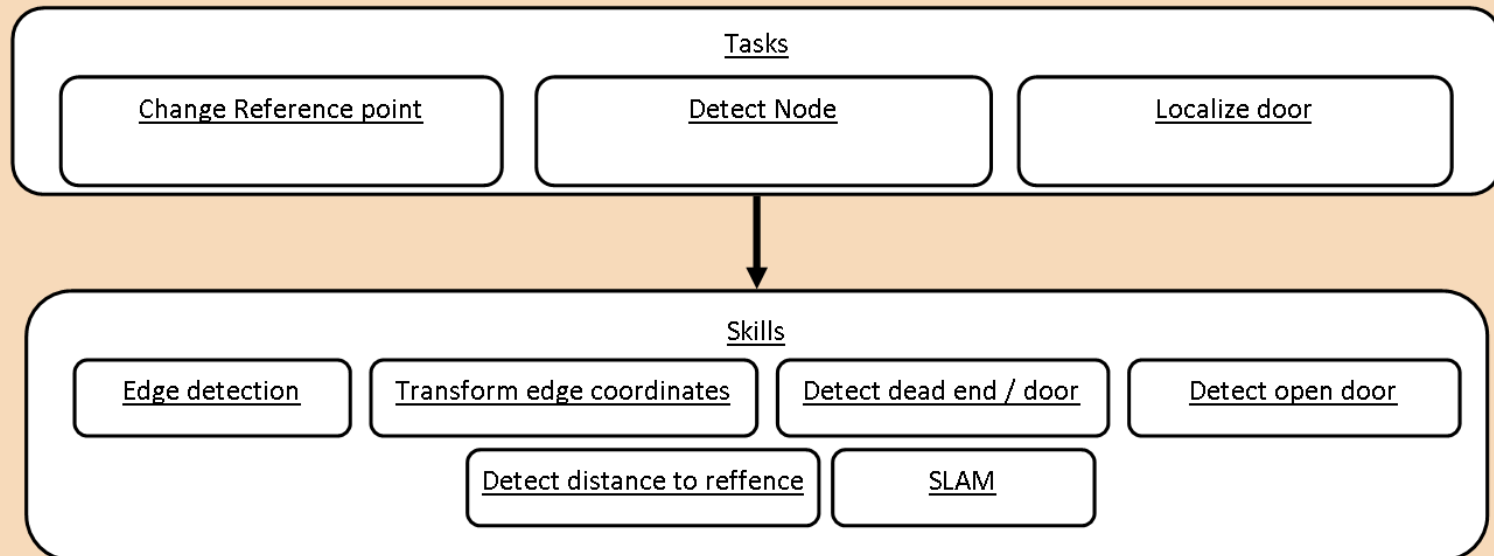 Tasks
Change Reference point
Detect Node
Localize door
Skills
Edge detection
Transform edge coordinates
Detect dead end / door
Detect open door
Detect distance to reffence
SLAM